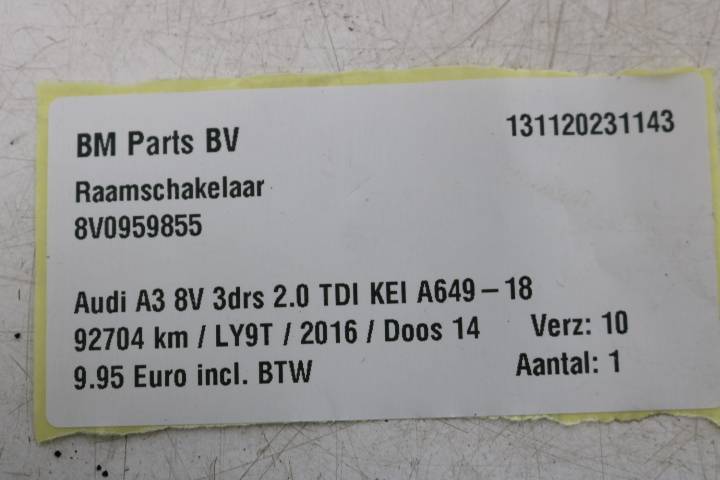 BM Parts BV 131120231143
Raamschakelaar
8V0959855
Audi A3 8V 3drs 2.0 TDI KEI A649-18
92704 km / LY9T / 2016 / Doos 14 Verz: 10
9.95 Euro incl. BTW Aantal: 1